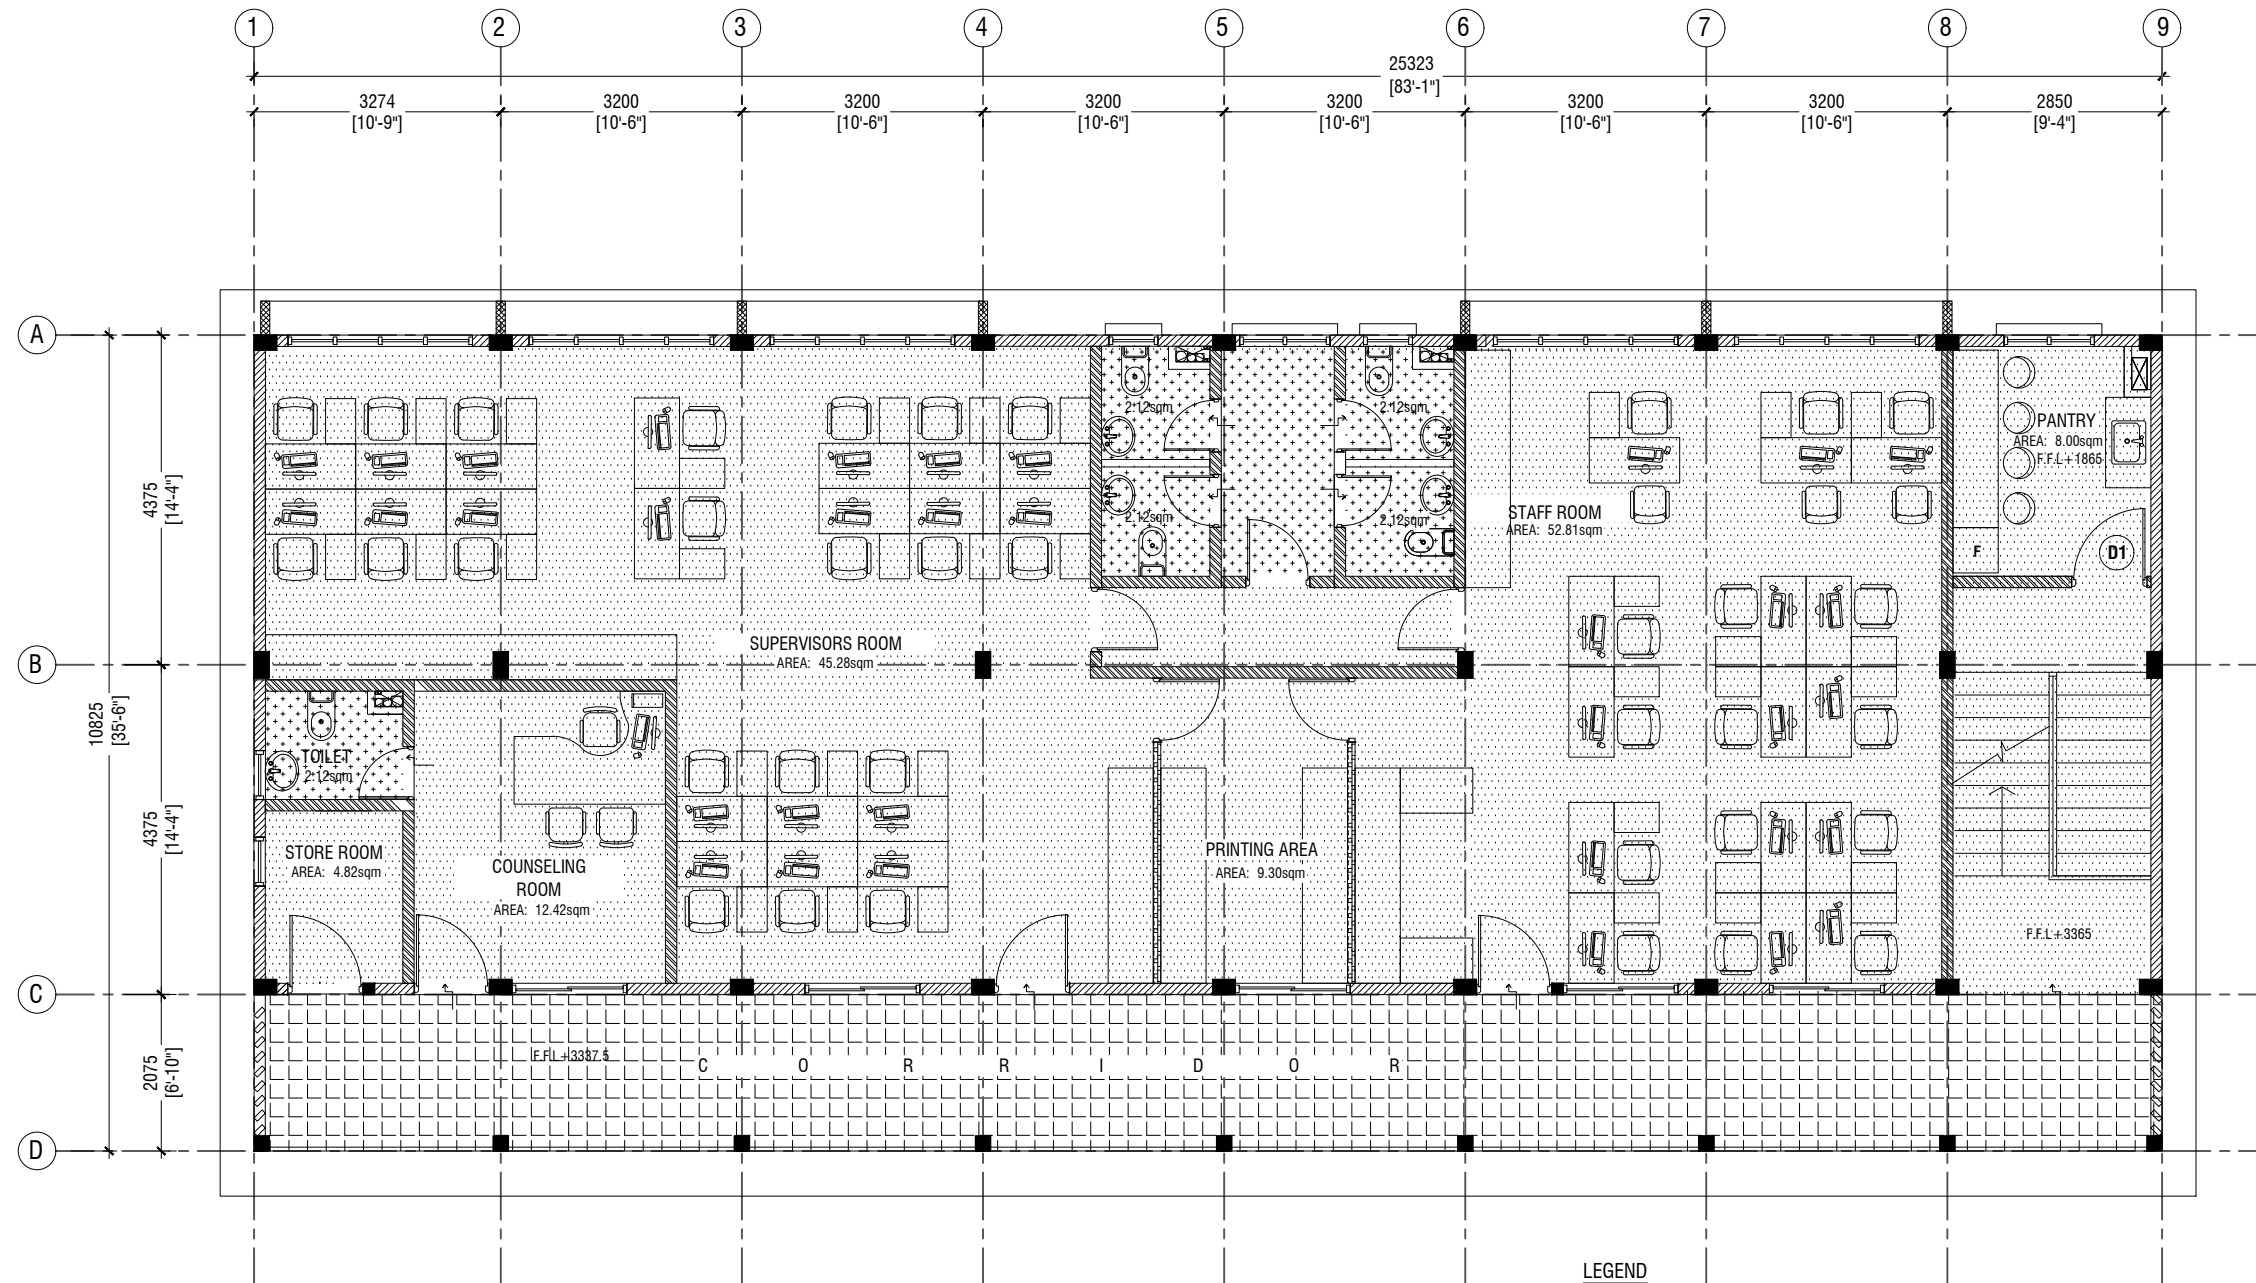 1 2 3 4 5 6 7 8 9
25323
[83'-1"]
3274 3200 3200 3200 3200 3200 3200 2850
[10'-9"] [10'-6"] [10'-6"] [10'-6"] [10'-6"] [10'-6"] [10'-6"] [9'-4"]
A
4375
[14'-4"]
2.12sqm
2.12sqm
2.12sqm
2.12sqm
STAFF ROOM
AREA: 52.81sqm
PANTRY
AREA: 8.00sqm
F.F.L+1865
F
D1
B
SUPERVISORS ROOM
AREA: 45.28sqm
10825
[35'-6"]
4375
[14'-4"]
TOILET
2.12sqm
STORE ROOM
AREA: 4.82sqm
COUNSELING
ROOM
AREA: 12.42sqm
PRINTING AREA
AREA: 9.30sqm
F.F.L+3365
C
2075
[6'-10"]
F.F.L+3337.5
C O R R I D O R
D
LEGEND